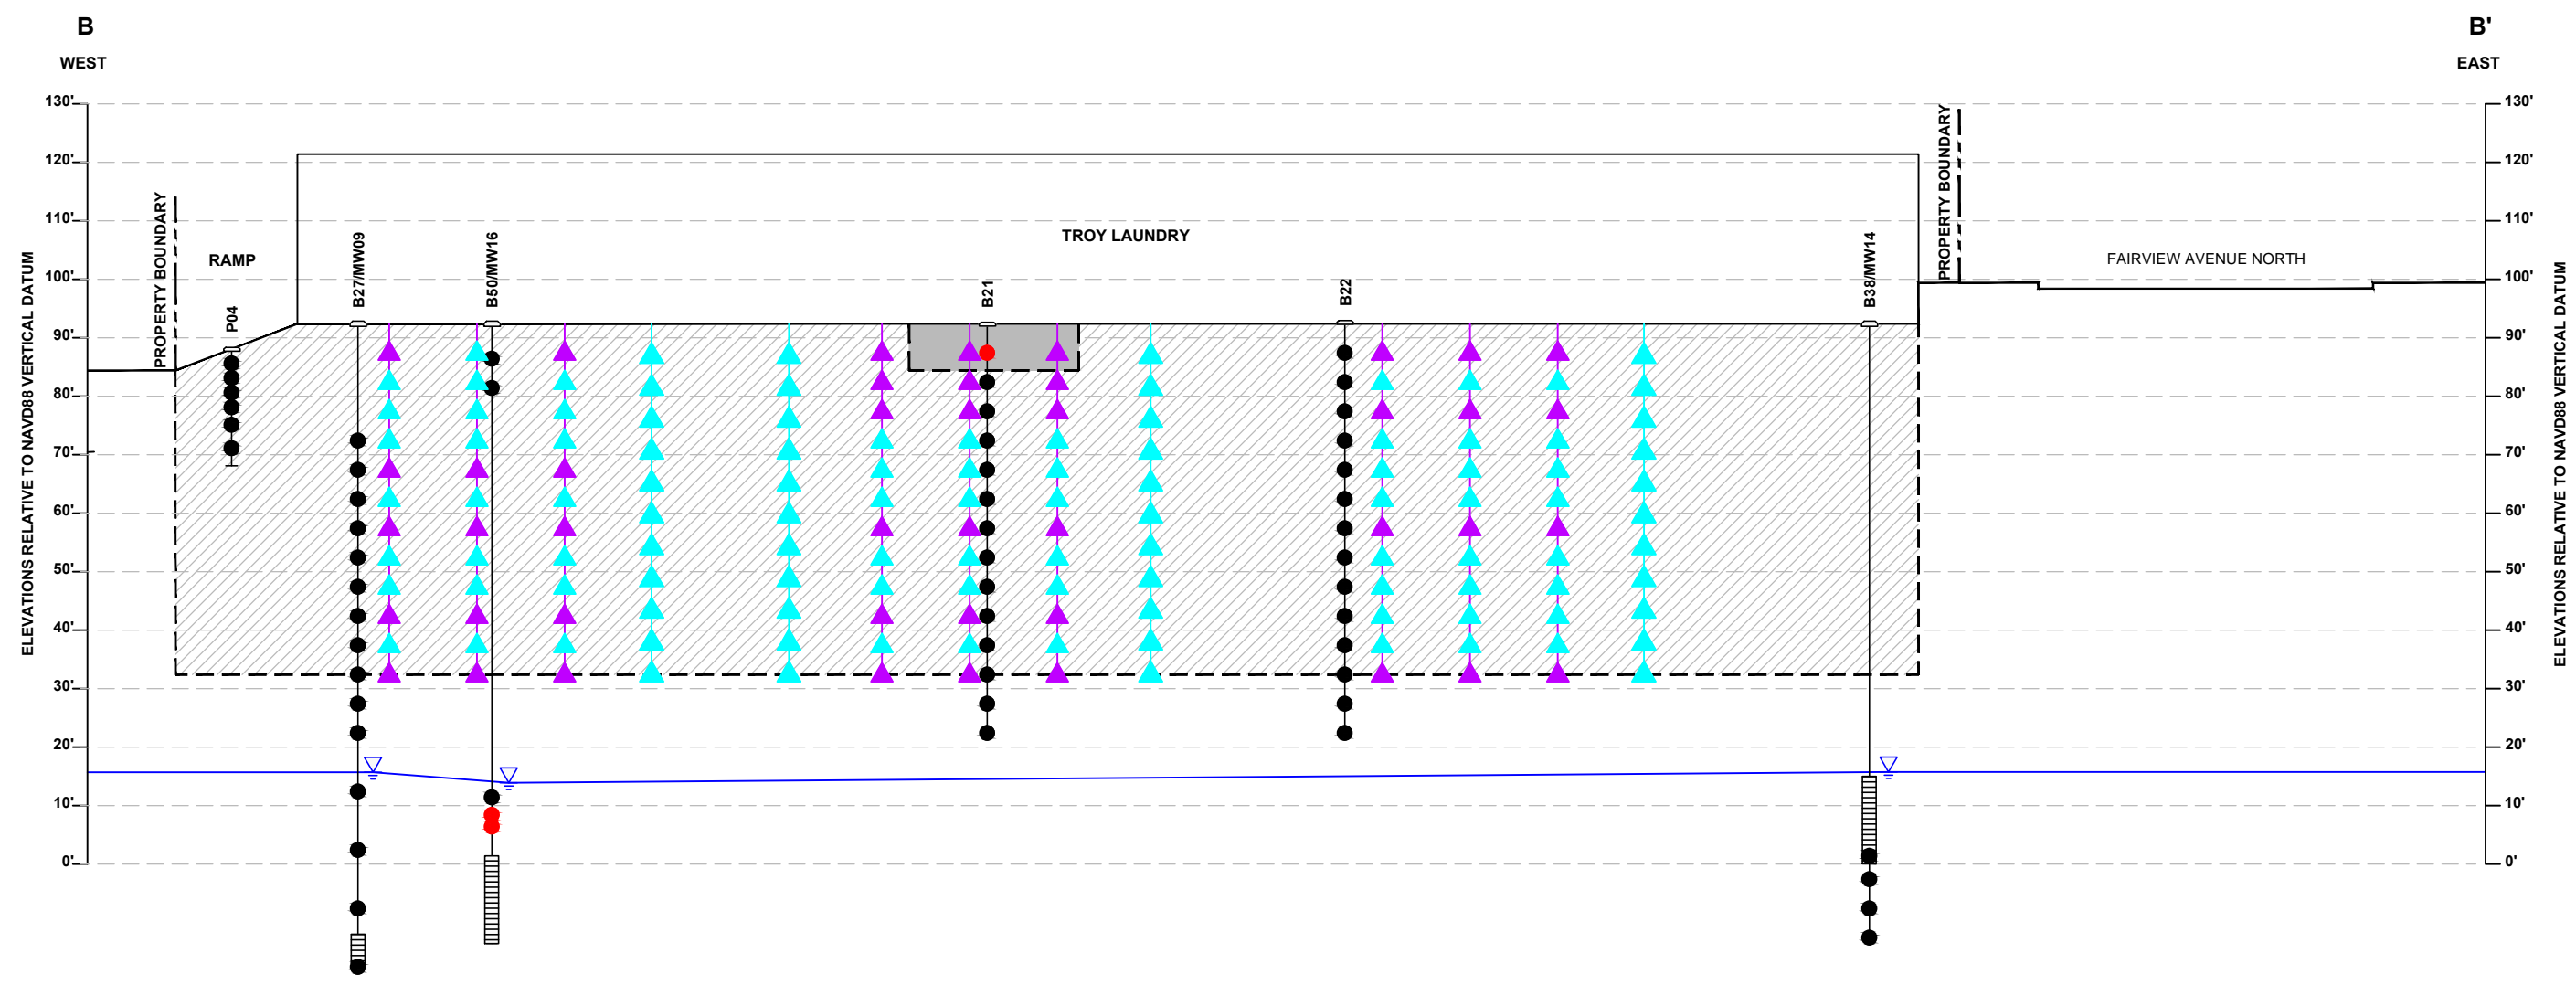 B
B'
WEST
EAST
130'
130'
120'
120'
110'
110'
100'
100'
90'
90'
80'
80'
70'
70'
60'
60'
50'
50'
40'
40'
30'
30'
20'
20'
10'
10'
0'
0'
ELEVATIONS RELATIVE TO NAVD88 VERTICAL DATUM
PROPERTY BOUNDARY
RAMP
P04
B27/MW09
B50/MW16
B21
TROY LAUNDRY
B22
B38/MW14
PROPERTY BOUNDARY
FAIRVIEW AVENUE NORTH
ELEVATIONS RELATIVE TO NAVD88 VERTICAL DATUM